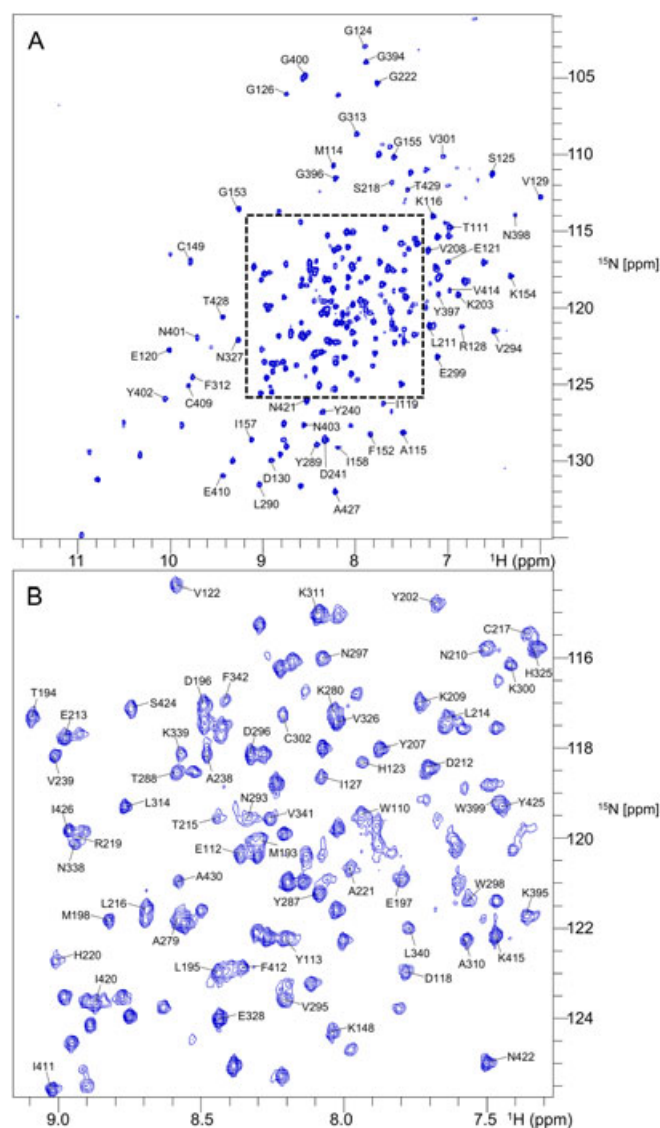 A
G124
G394
G400
G126
G222
105
G313
V301
G155
M114
S125
110
G396
S218
T429
V129
G153
K116
T111
N398
115
C149
V208
E121
¹⁵N [ppm]
V414
K154
T428
Y397
K203
120
N401
L211
R128
V294
E120
N327
E299
F312
Y402
C409
N421
Y240
I119
125
I157
N403
F152
A115
Y289
I158
D130
D241
E410
L290
A427
130
11
10
9
8
7
¹H (ppm)
B
V122
K311
Y202
C217
N297
N210
H325
116
T194
F342
D196
K300
S424
K280
K209
E213
V326
L214
K339
D296
C302
V239
A238
H123
Y207
D212
118
T288
I127
¹⁵N [ppm]
L314
N293
W399
Y425
I426
T215
V341
W110
R219
120
E112
M193
N338
A430
A221
W298
L216
Y287
E197
K395
M198
A279
122
H220
Y113
L340
A310
K415
L195
F412
D118
I420
E328
V295
K148
124
I411
N422
9.0
8.5
8.0
7.5
¹H (ppm)